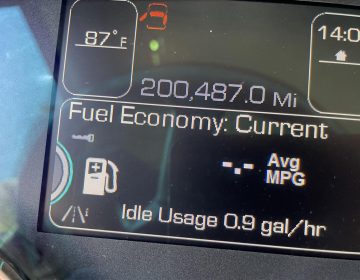 87°F
14:0
200,487.0 Mi
Fuel Economy: Current
-.- Avg
MPG
Idle Usage 0.9 gal/hr